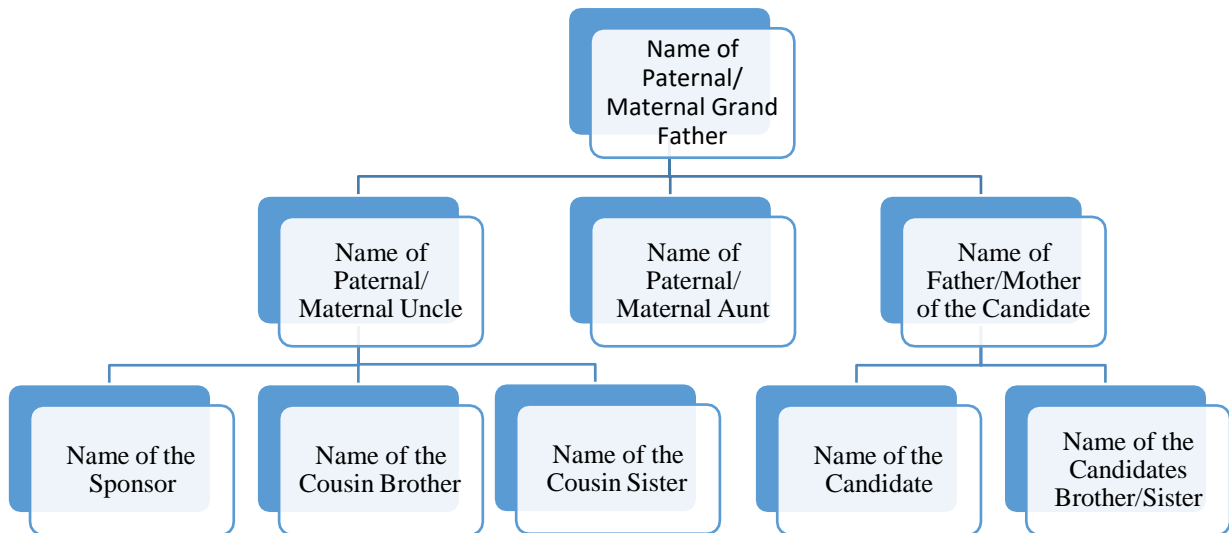 Name of
Paternal/
Maternal Grand
Father
Name of
Paternal/
Maternal Uncle
Name of
Paternal/
Maternal Aunt
Name of
Father/Mother
of the Candidate
Name of the
Sponsor
Name of the
Cousin Brother
Name of the
Cousin Sister
Name of the
Candidate
Name of the
Candidates
Brother/Sister